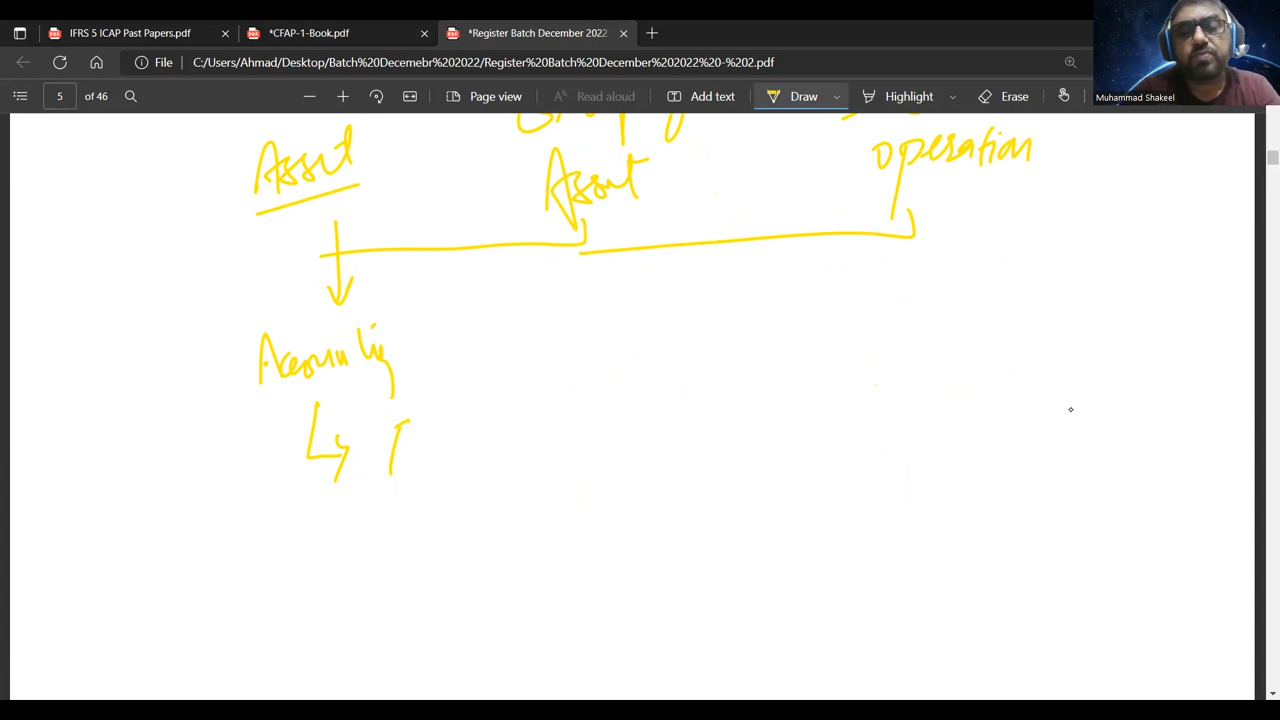 IFRS 5 ICAP Past Papers.pdf
*CFAP-1-Book.pdf
*Register Batch December 2022
File
C:/Users/Ahmad/Desktop/Batch%20Decemebr%202022/Register%20Batch%20December%202022%20-%202.pdf
Muhammad Shakeel
5 of 46
Page view
Read aloud
Add text
Draw
Highlight
Erase
operation
Asset
Asset
Accounting